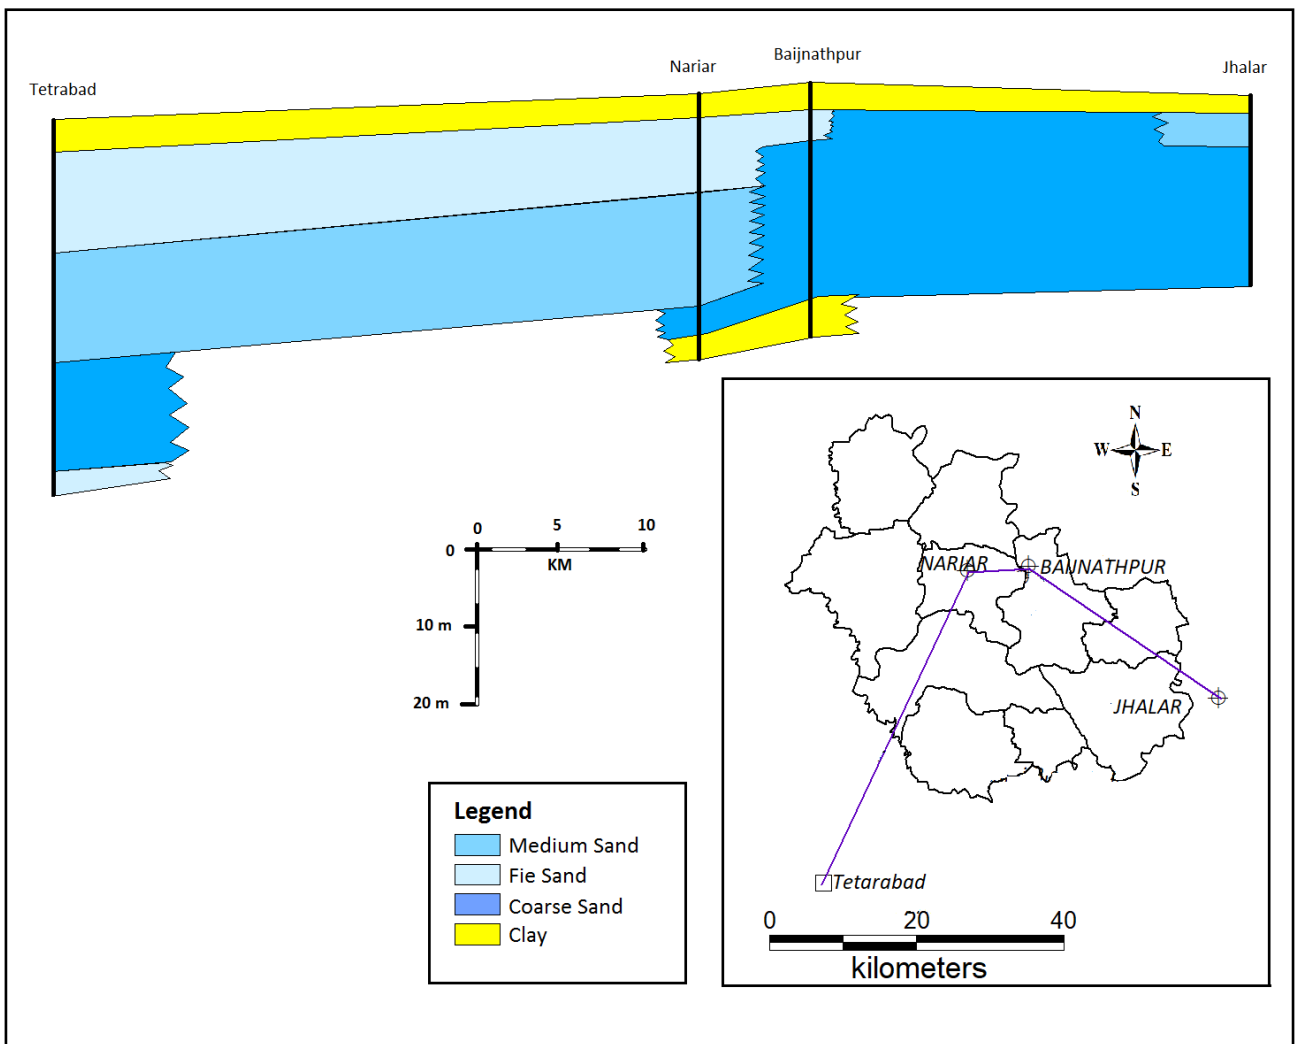 Tetrabad
Nariar
Baijnathpur
Jhalar
0 5 10
KM
0
10 m
20 m
Legend
Medium Sand
Fie Sand
Coarse Sand
Clay
N
W E
S
NARIAR
BAIJNATHPUR
JHALAR
Tetarabad
0 20 40
kilometers